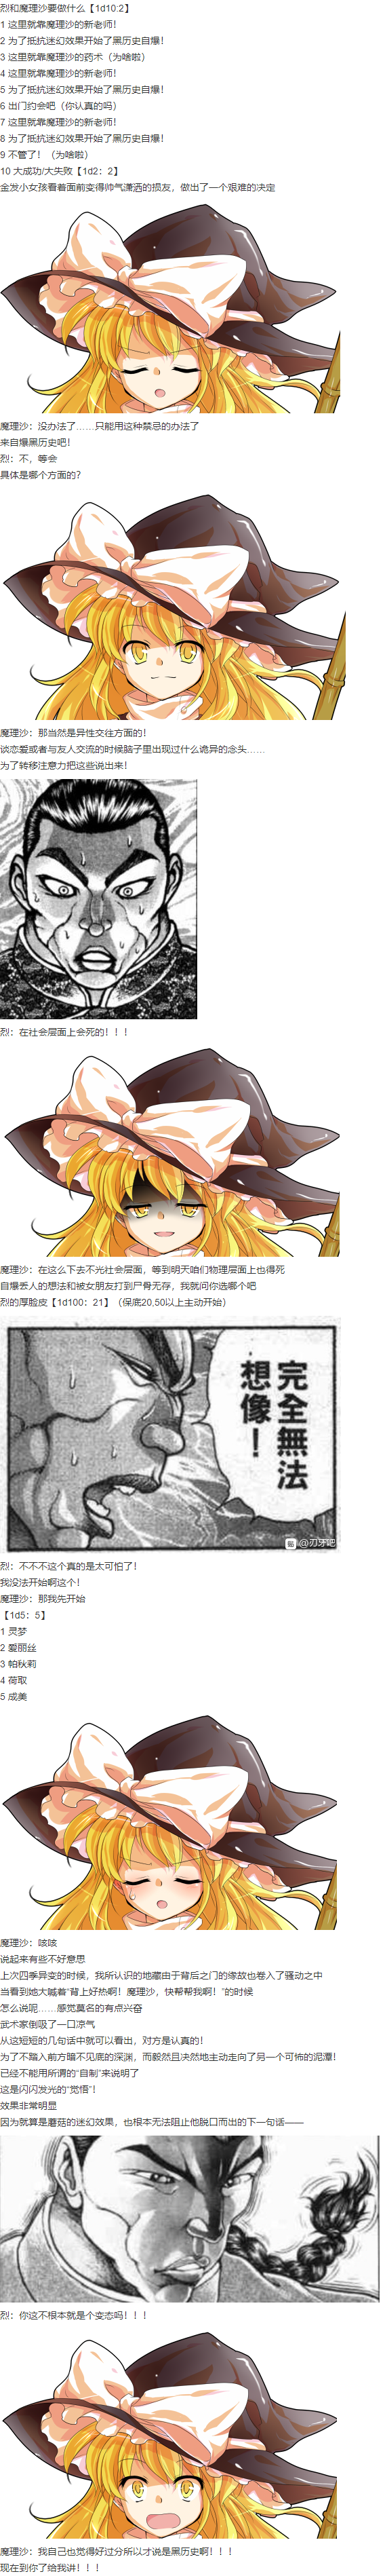 烈和魔理沙要做什么【1d10:2】
1 这里就靠魔理沙的新老师！
2 为了抵抗迷幻效果开始了黑历史自爆！
3 这里就靠魔理沙的药术（为啥啦）
4 这里就靠魔理沙的新老师！
5 为了抵抗迷幻效果开始了黑历史自爆！
6 出门约会吧（你认真的吗）
7 这里就靠魔理沙的新老师！
8 为了抵抗迷幻效果开始了黑历史自爆！
9 不管了！（为啥啦）
10 大成功/大失败【1d2：2】
金发小女孩看着面前变得帅气潇洒的损友，做出了一个艰难的决定
魔理沙：没办法了……只能用这种禁忌的办法了
来自爆黑历史吧！
烈：不，等会
具体是哪个方面的？
魔理沙：那当然是异性交往方面的！
谈恋爱或者与友人交流的时候脑子里出现过什么诡异的念头……
为了转移注意力把这些说出来！
烈：在社会层面上会死的！！！
魔理沙：在这么下去不光社会层面，等到明天咱们物理层面上也得死
自爆丢人的想法和被女朋友打到尸骨无存，我就问你选哪个吧
烈的厚脸皮【1d100：21】（保底20,50以上主动开始）
完全無法
想像！
@刃牙吧
烈：不不不这个真的是太可怕了！
我没法开始啊这个！
魔理沙：那我先开始
【1d5：5】
1 灵梦
2 爱丽丝
3 帕秋莉
4 荷取
5 成美
魔理沙：咳咳
说起来有些不好意思
上次四季异变的时候，我所认识的地藏由于背后之门的缘故也卷入了骚动之中
当看到她大喊着“背上好热啊！魔理沙，快帮帮我啊！”的时候
怎么说呢……感觉莫名的有点兴奋
武术家倒吸了一口凉气
从这短短的几句话中就可以看出，对方是认真的！
为了不踏入前方暗不见底的深渊，而毅然且决然地主动走向了另一个可怖的泥潭！
已经不能用所谓的“自制”来说明了
这是闪闪发光的“觉悟”！
效果非常明显
因为就算是蘑菇的迷幻效果，也根本无法阻止他脱口而出的下一句话——
烈：你这不根本就是个变态吗！！！
魔理沙：我自己也觉得好过分所以才说是黑历史啊！！！
现在到你了给我讲！！！